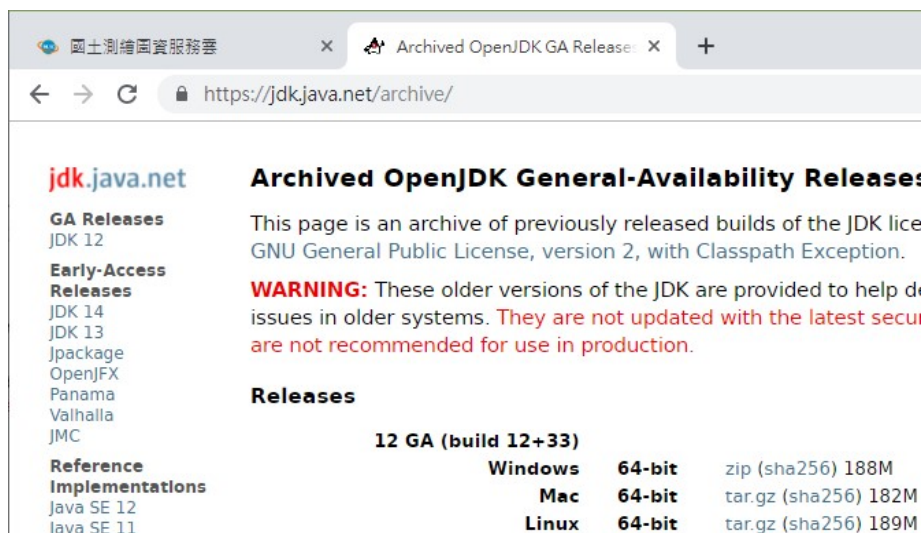 國土測繪圖資服務雲
Archived OpenJDK GA Release
https://jdk.java.net/archive/
jdk.java.net
GA Releases
JDK 12
Early-Access
Releases
JDK 14
JDK 13
Jpackage
OpenJFX
Panama
Valhalla
JMC
Reference
Implementations
Java SE 12
Java SE 11
Archived OpenJDK General-Availability Releases
This page is an archive of previously released builds of the JDK lice
GNU General Public License, version 2, with Classpath Exception.
WARNING: These older versions of the JDK are provided to help de
issues in older systems. They are not updated with the latest secur
are not recommended for use in production.
Releases
12 GA (build 12+33)
Windows 64-bit zip (sha256) 188M
Mac 64-bit tar.gz (sha256) 182M
Linux 64-bit tar.gz (sha256) 189M